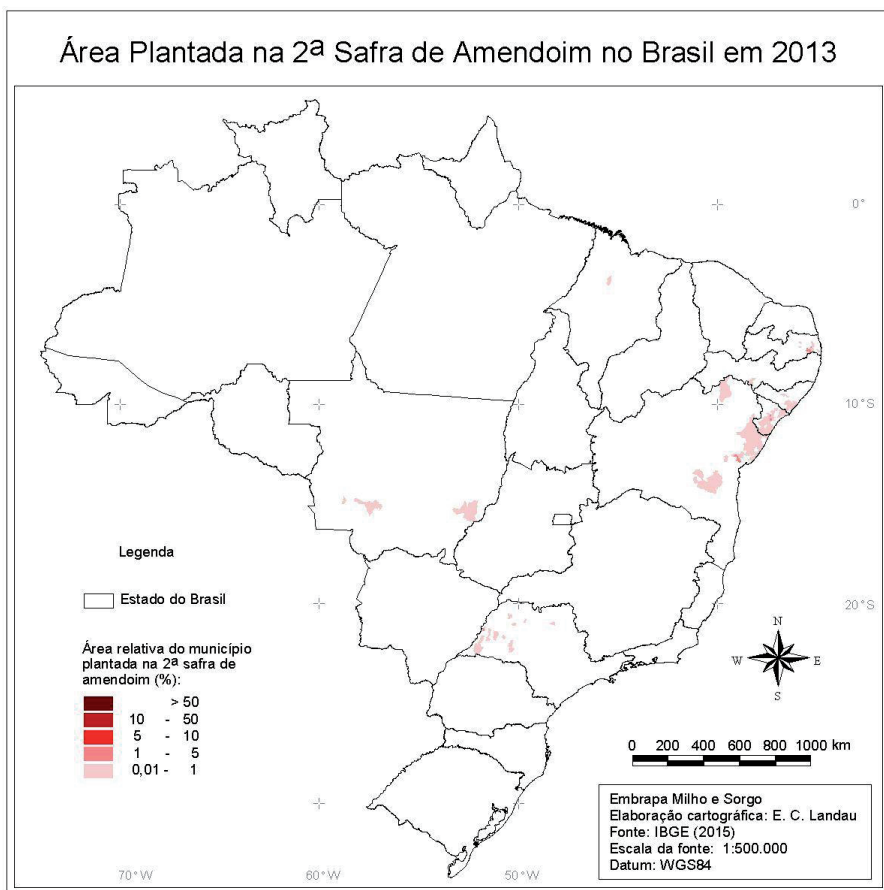 Área Plantada na 2ª Safra de Amendoim no Brasil em 2013
0°
10°S
20°S
Legenda
Estado do Brasil
Área relativa do município
plantada na 2ª safra de
amendoim (%):
> 50
10 - 50
5 - 10
1 - 5
0,01 - 1
N
W E
S
0 200 400 600 800 1000 km
Embrapa Milho e Sorgo
Elaboração cartográfica: E. C. Landau
Fonte: IBGE (2015)
Escala da fonte: 1:500.000
Datum: WGS84
70°W 60°W 50°W